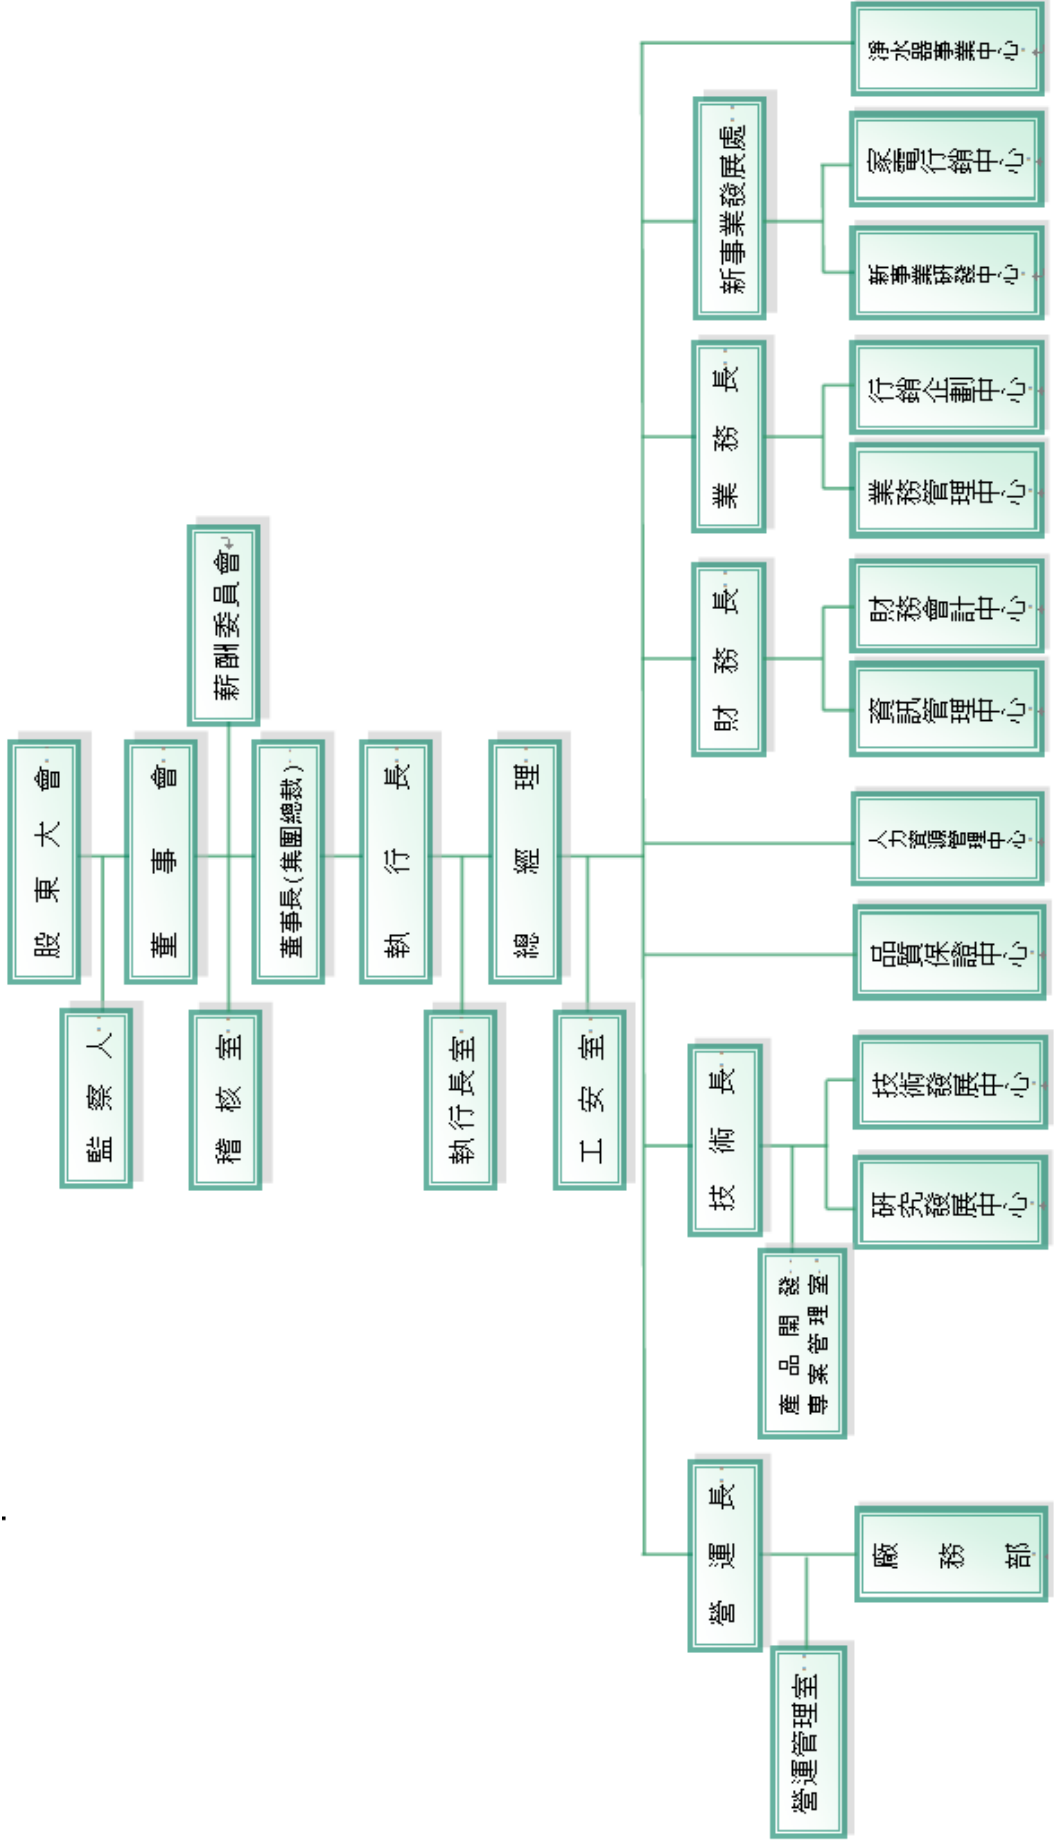 股東大會
監察人
董事會
薪酬委員會
稽核室
董事長(集團總裁)
執行長
執行長室
總經理
工安室
營運長
技術長
財務長
業務長
新事業發展處
營運管理室
產品開發
專案管理室
廠務部
研究發展中心
技術發展中心
品質保證中心
人力資源管理中心
資訊管理中心
財務會計中心
業務管理中心
行銷企劃中心
新事業研發中心
家電行銷中心
淨水器事業中心